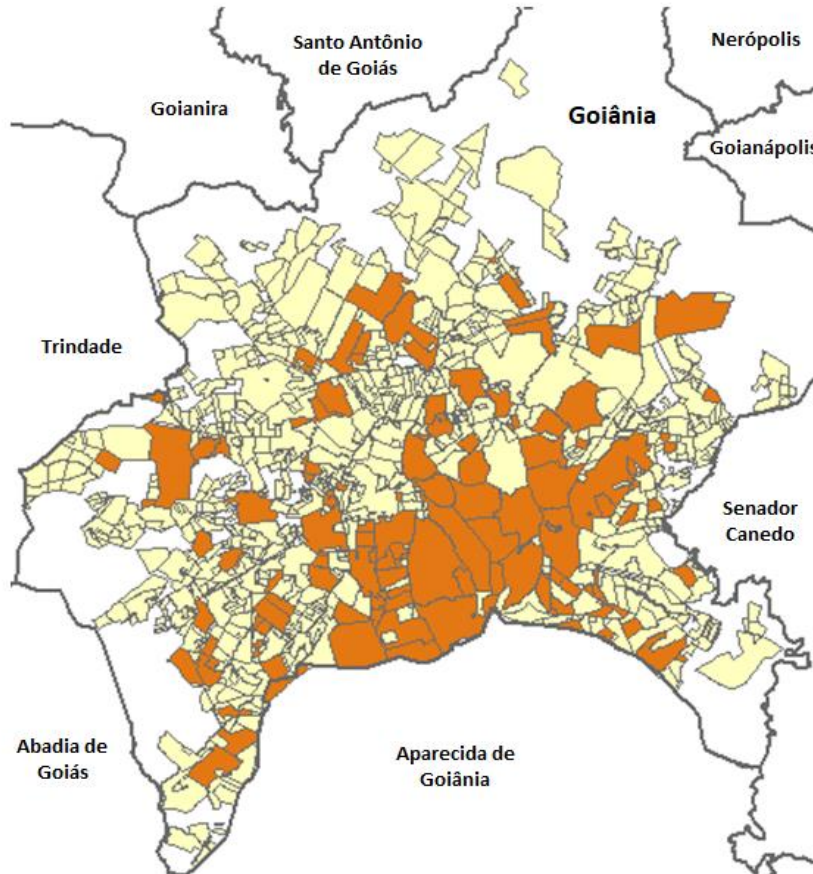 Santo Antônio
de Goiás
Nerópolis
Goianira
Goiânia
Goianápolis
Trindade
Senador
Canedo
Abadia de
Goiás
Aparecida de
Goiânia